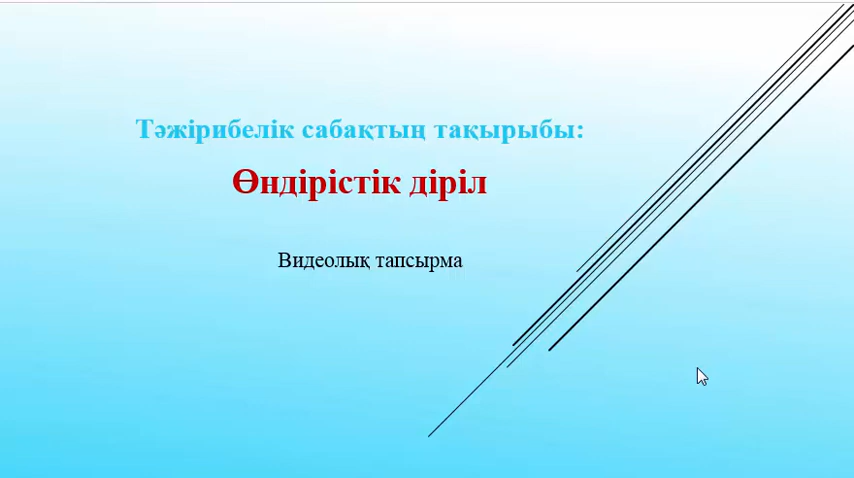 Тәжірибелік сабақтың тақырыбы:
Өндірістік діріл
Видеолық тапсырма